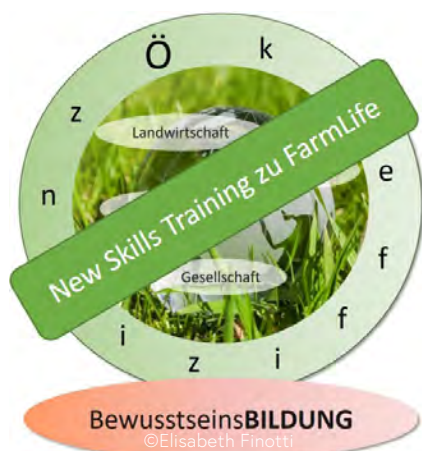 Ö k e f f i z i n z
Landwirtschaft
New Skills Training zu FarmLife
Gesellschaft
BewusstseinsBILDUNG
©Elisabeth Finotti